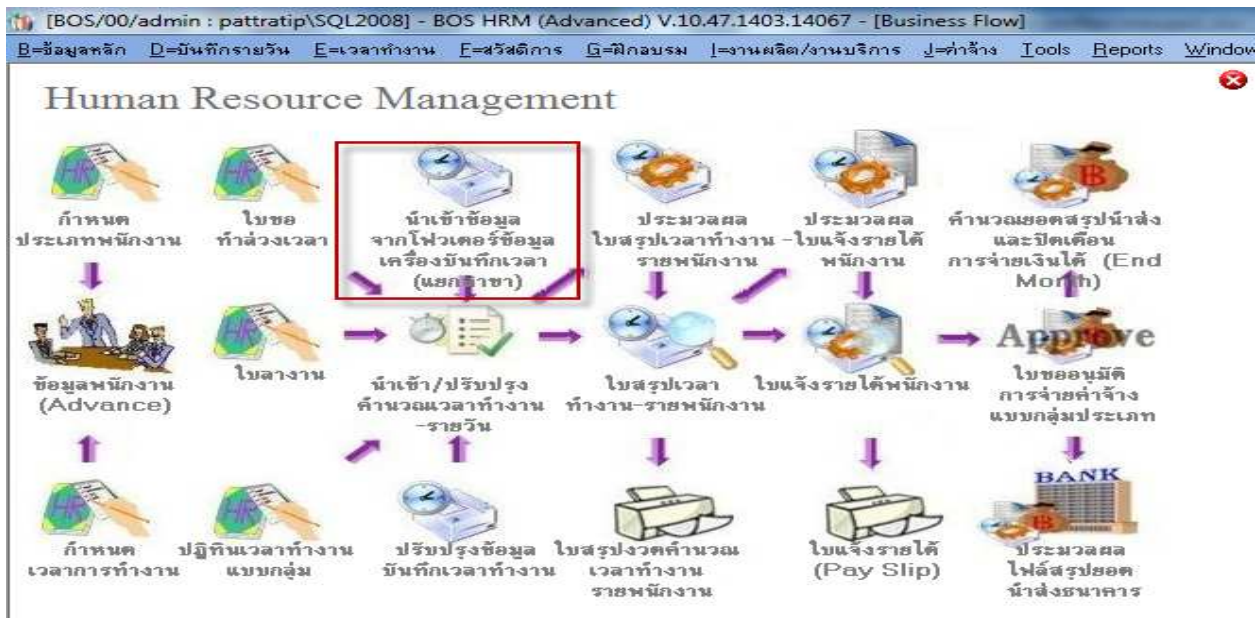 [BOS/00/admin : pattratip\SQL2008] - BOS HRM (Advanced) V.10.47.1403.14067 - [Business Flow]
B=ข้อมูลหลัก D=บันทึกรายวัน E=เวลาทำงาน F=สวัสดิการ G=ฝึกอบรม I=งานผลิต/งานบริการ J=ค่าจ้าง Tools Reports Window
Human Resource Management
กำหนด
ประเภทพนักงาน
ใบขอ
ทำล่วงเวลา
นำเข้าข้อมูล
จากโฟวเดอร์ข้อมูล
เครื่องบันทึกเวลา
(แยกสาขา)
ประมวลผล
ใบสรุปเวลาทำงาน
รายพนักงาน
ประมวลผล
-ใบแจ้งรายได้
พนักงาน
คำนวณยอดสรุปนำส่ง
และปิดเดือน
การจ่ายเงินได้ (End
Month)
ข้อมูลพนักงาน
(Advance)
ใบลางาน
นำเข้า/ปรับปรุง
คำนวณเวลาทำงาน
-รายวัน
ใบสรุปเวลา
ทำงาน-รายพนักงาน
ใบแจ้งรายได้พนักงาน
Approve
ใบขออนุมัติ
การจ่ายค่าจ้าง
แบบกลุ่มประเภท
กำหนด
เวลาการทำงาน
ปฏิทินเวลาทำงาน
แบบกลุ่ม
ปรับปรุงข้อมูล
บันทึกเวลาทำงาน
ใบสรุปงวดคำนวณ
เวลาทำงาน
รายพนักงาน
ใบแจ้งรายได้
(Pay Slip)
BANK
ประมวลผล
ไฟล์สรุปยอด
นำส่งธนาคาร